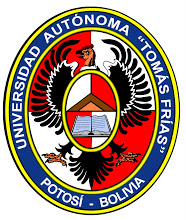 UNIVERSIDAD AUTÓNOMA "TOMÁS FRÍAS"
POTOSÍ - BOLIVIA